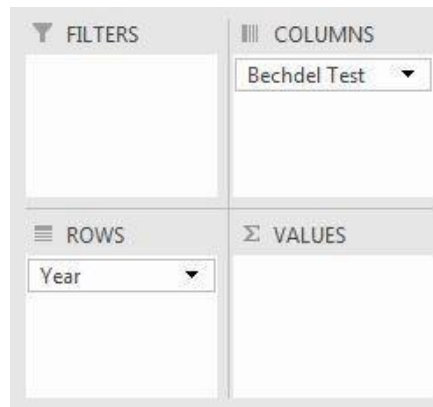 FILTERS
COLUMNS
Bechdel Test
ROWS
Σ VALUES
Year